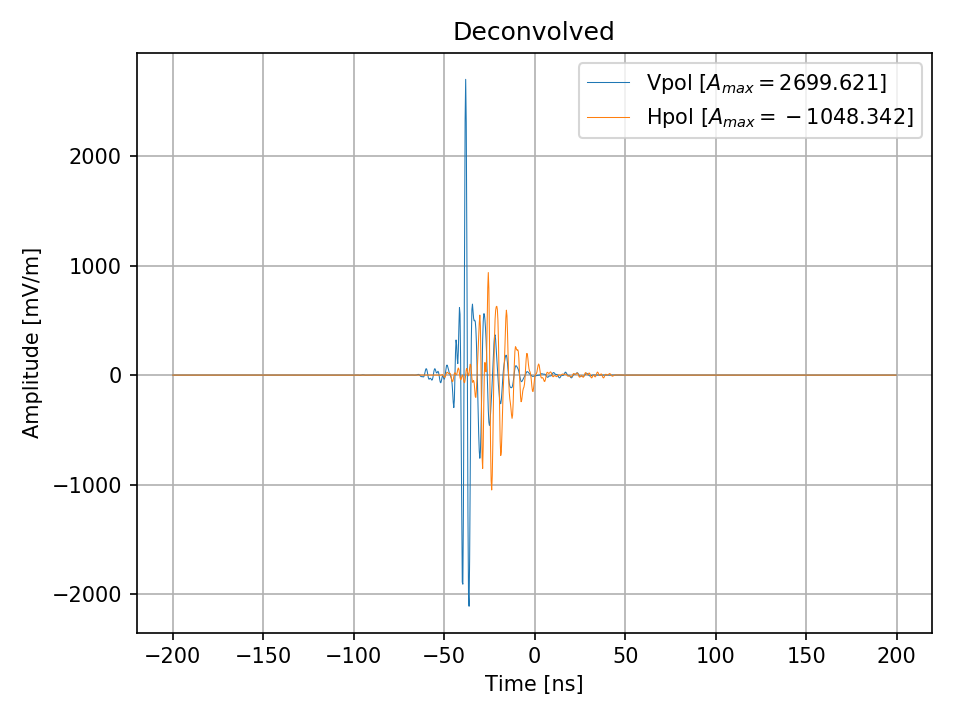 Deconvolved
Vpol [A_max = 2699.621]
Hpol [A_max = −1048.342]
2000
1000
0
−1000
−2000
Amplitude [mV/m]
−200 −150 −100 −50 0 50 100 150 200
Time [ns]